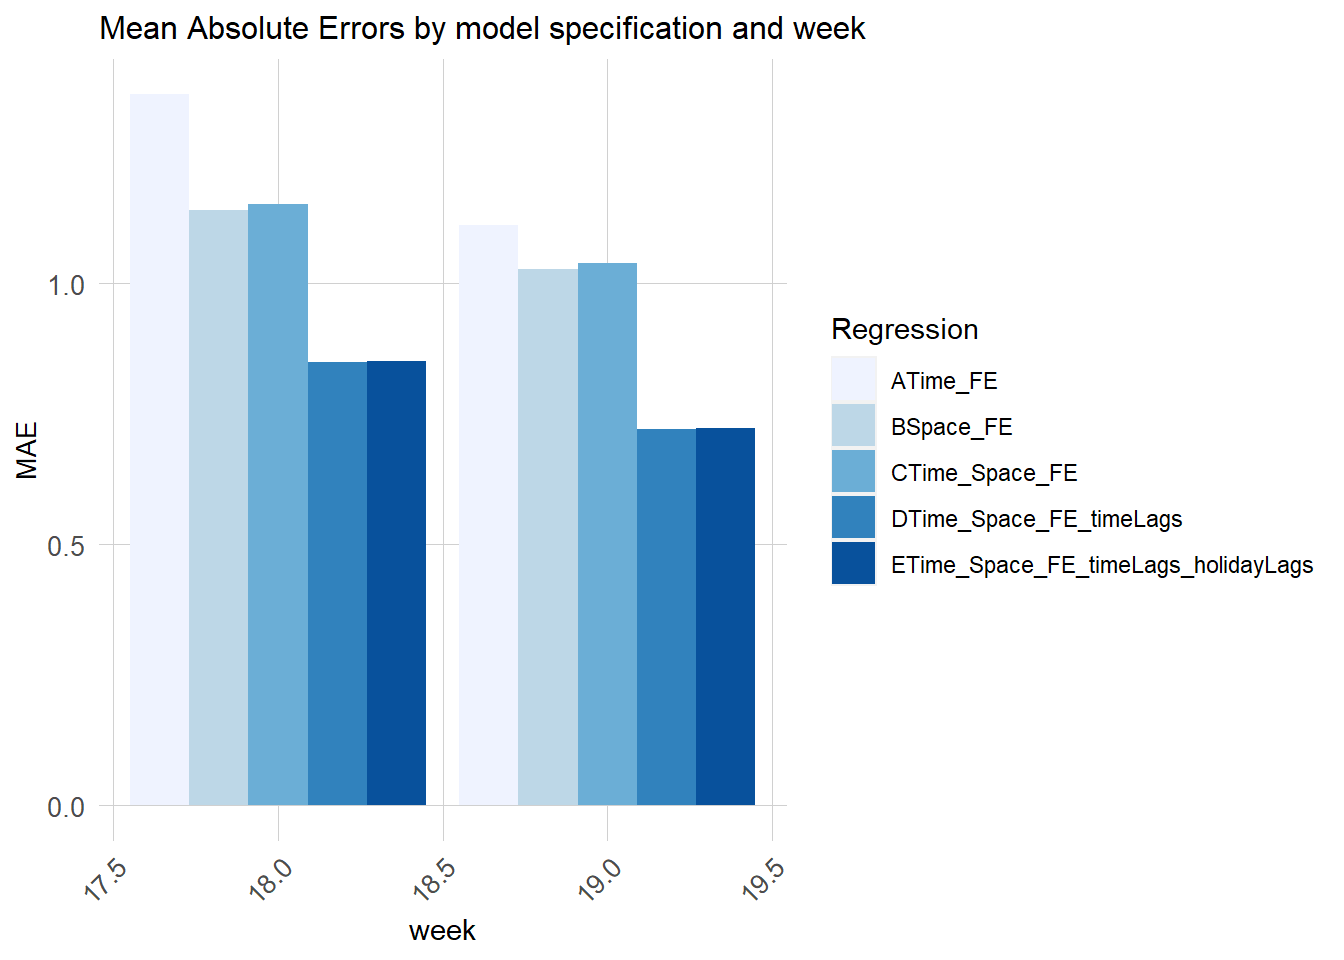 Mean Absolute Errors by model specification and week
MAE
1.0
0.5
0.0
17.5
18.0
18.5
19.0
19.5
week
Regression
ATime_FE
BSpace_FE
CTime_Space_FE
DTime_Space_FE_timeLags
ETime_Space_FE_timeLags_holidayLags